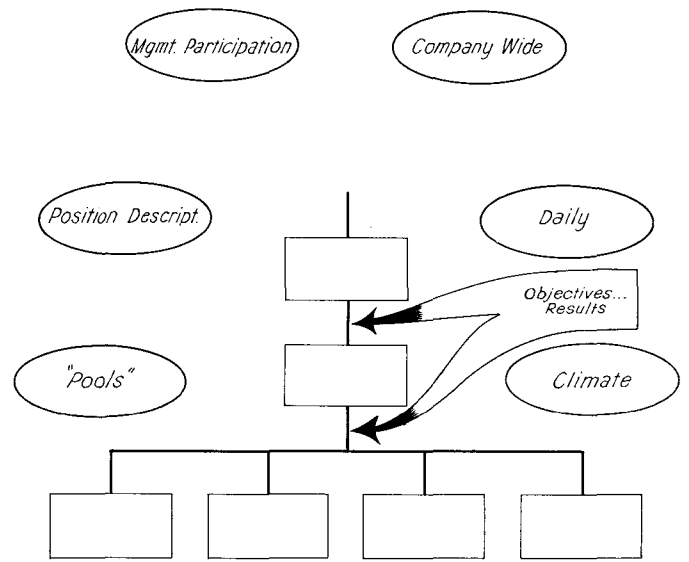 Mgmt. Participation
Company Wide
Position Descript.
Daily
Objectives...
Results
"Pools"
Climate